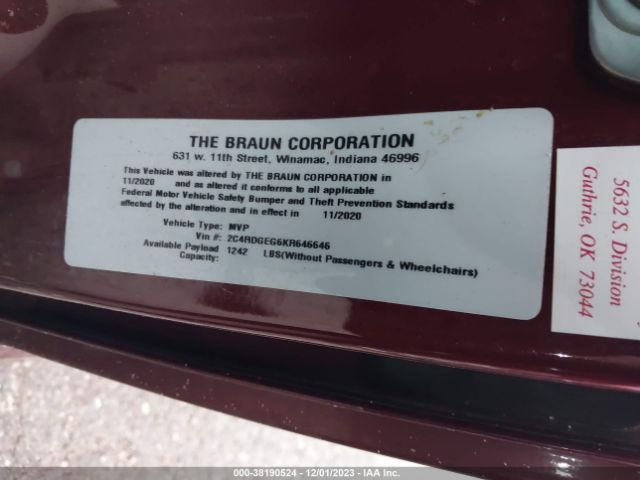 THE BRAUN CORPORATION
631 w. 11th Street, Winamac, Indiana 46996
This Vehicle was altered by THE BRAUN CORPORATION in
11/2020 and as altered it conforms to all applicable
Federal Motor Vehicle Safety Bumper and Theft Prevention Standards
affected by the alteration and in effect in 11/2020
Vehicle Type: MVP
Vin #: 2C4RDGEG6KR646646
Available Payload 1242 LBS(Without Passengers & Wheelchairs)
Capacity:
5632 S. Division
Guthrie, OK 73044
000-38190524 - 12/01/2023 - IAA Inc.